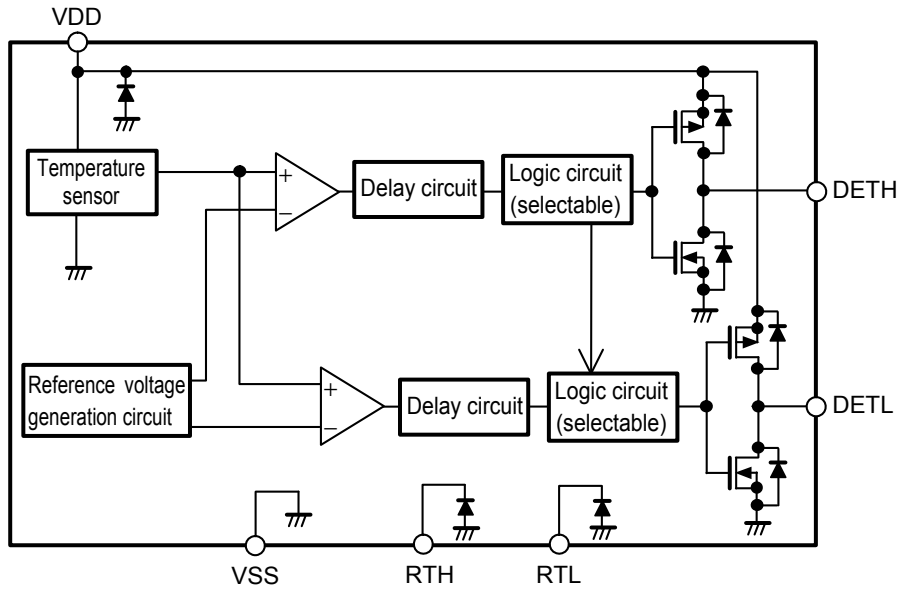 VDD
Temperature
sensor
+
−
Delay circuit
Logic circuit
(selectable)
DETH
Reference voltage
generation circuit
+
−
Delay circuit
Logic circuit
(selectable)
DETL
VSS
RTH
RTL